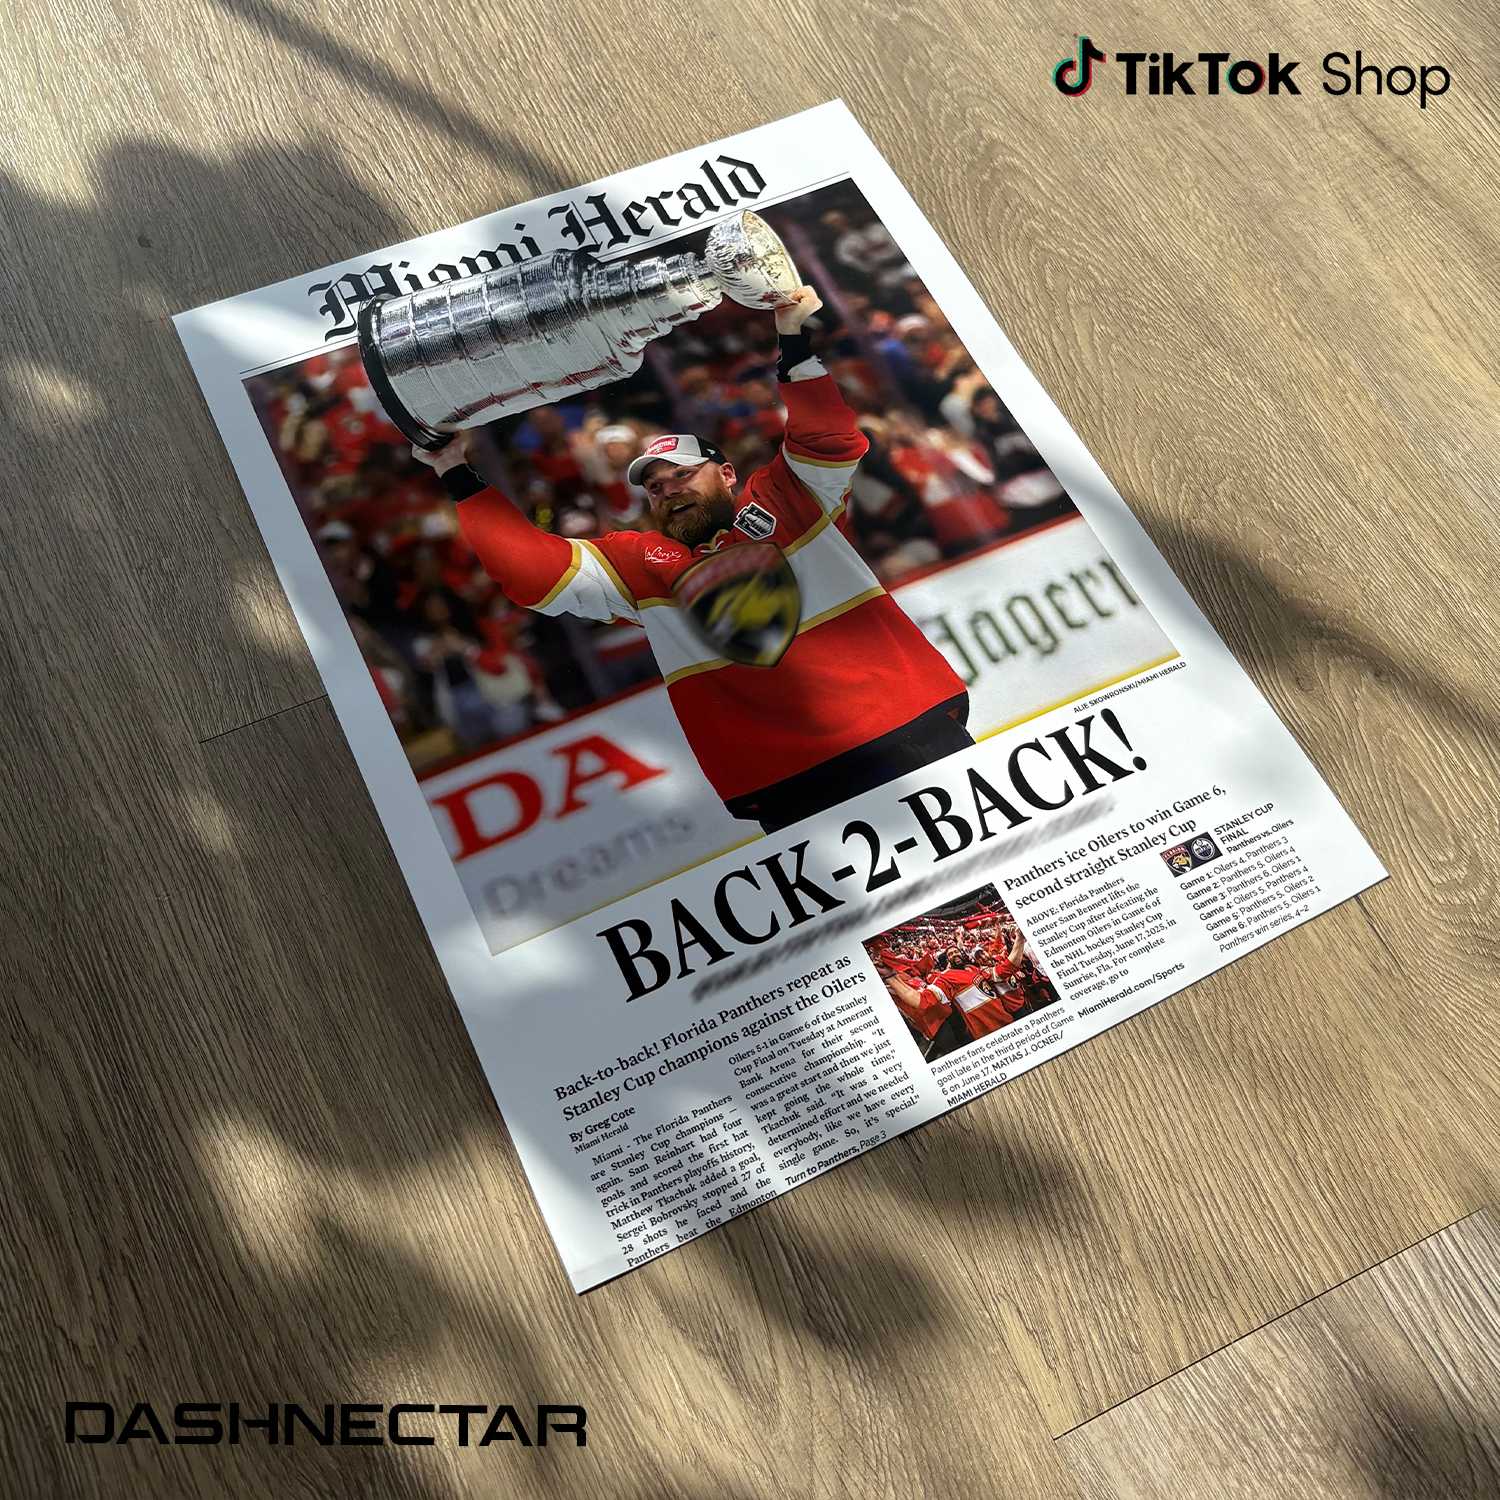 TikTok Shop
Miami Herald
CHAMPIONS
LaCroix
Jägerm
DA
Dreams
ALIE SKOWRONSKI/MIAMI HERALD
BACK-2-BACK!
Back-to-back! Florida Panthers repeat as
Stanley Cup champions against the Oilers
By Greg Cote
Miami Herald
Miami - The Florida Panthers
are Stanley Cup champions —
again. Sam Reinhart had four
goals and scored the first hat
trick in Panthers playoffs history,
Matthew Tkachuk added a goal,
Sergei Bobrovsky stopped 27 of
28 shots he faced and the
Panthers beat the Edmonton
Oilers 5-1 in Game 6 of the Stanley
Cup Final on Tuesday at Amerant
Bank Arena for their second
consecutive championship. "It
was a great start and then we just
kept going the whole time,"
Tkachuk said. "It was a very
determined effort and we needed
everybody, like we have every
single game. So, it's special."
Turn to Panthers, Page 3
Panthers fans celebrate a Panthers
goal late in the third period of Game
6 on June 17. MATIAS J. OCNER/
MIAMI HERALD
Panthers ice Oilers to win Game 6,
second straight Stanley Cup
ABOVE: Florida Panthers
center Sam Bennett lifts the
Stanley Cup after defeating the
Edmonton Oilers in Game 6 of
the NHL hockey Stanley Cup
Final Tuesday, June 17, 2025, in
Sunrise, Fla. For complete
coverage, go to
MiamiHerald.com/Sports
STANLEY CUP
FINAL
Panthers vs. Oilers
Game 1: Oilers 4, Panthers 3
Game 2: Panthers 5, Oilers 4
Game 3: Panthers 6, Oilers 1
Game 4: Oilers 5, Panthers 4
Game 5: Panthers 5, Oilers 2
Game 6: Panthers 5, Oilers 1
Panthers win series, 4–2
DASHNECTAR